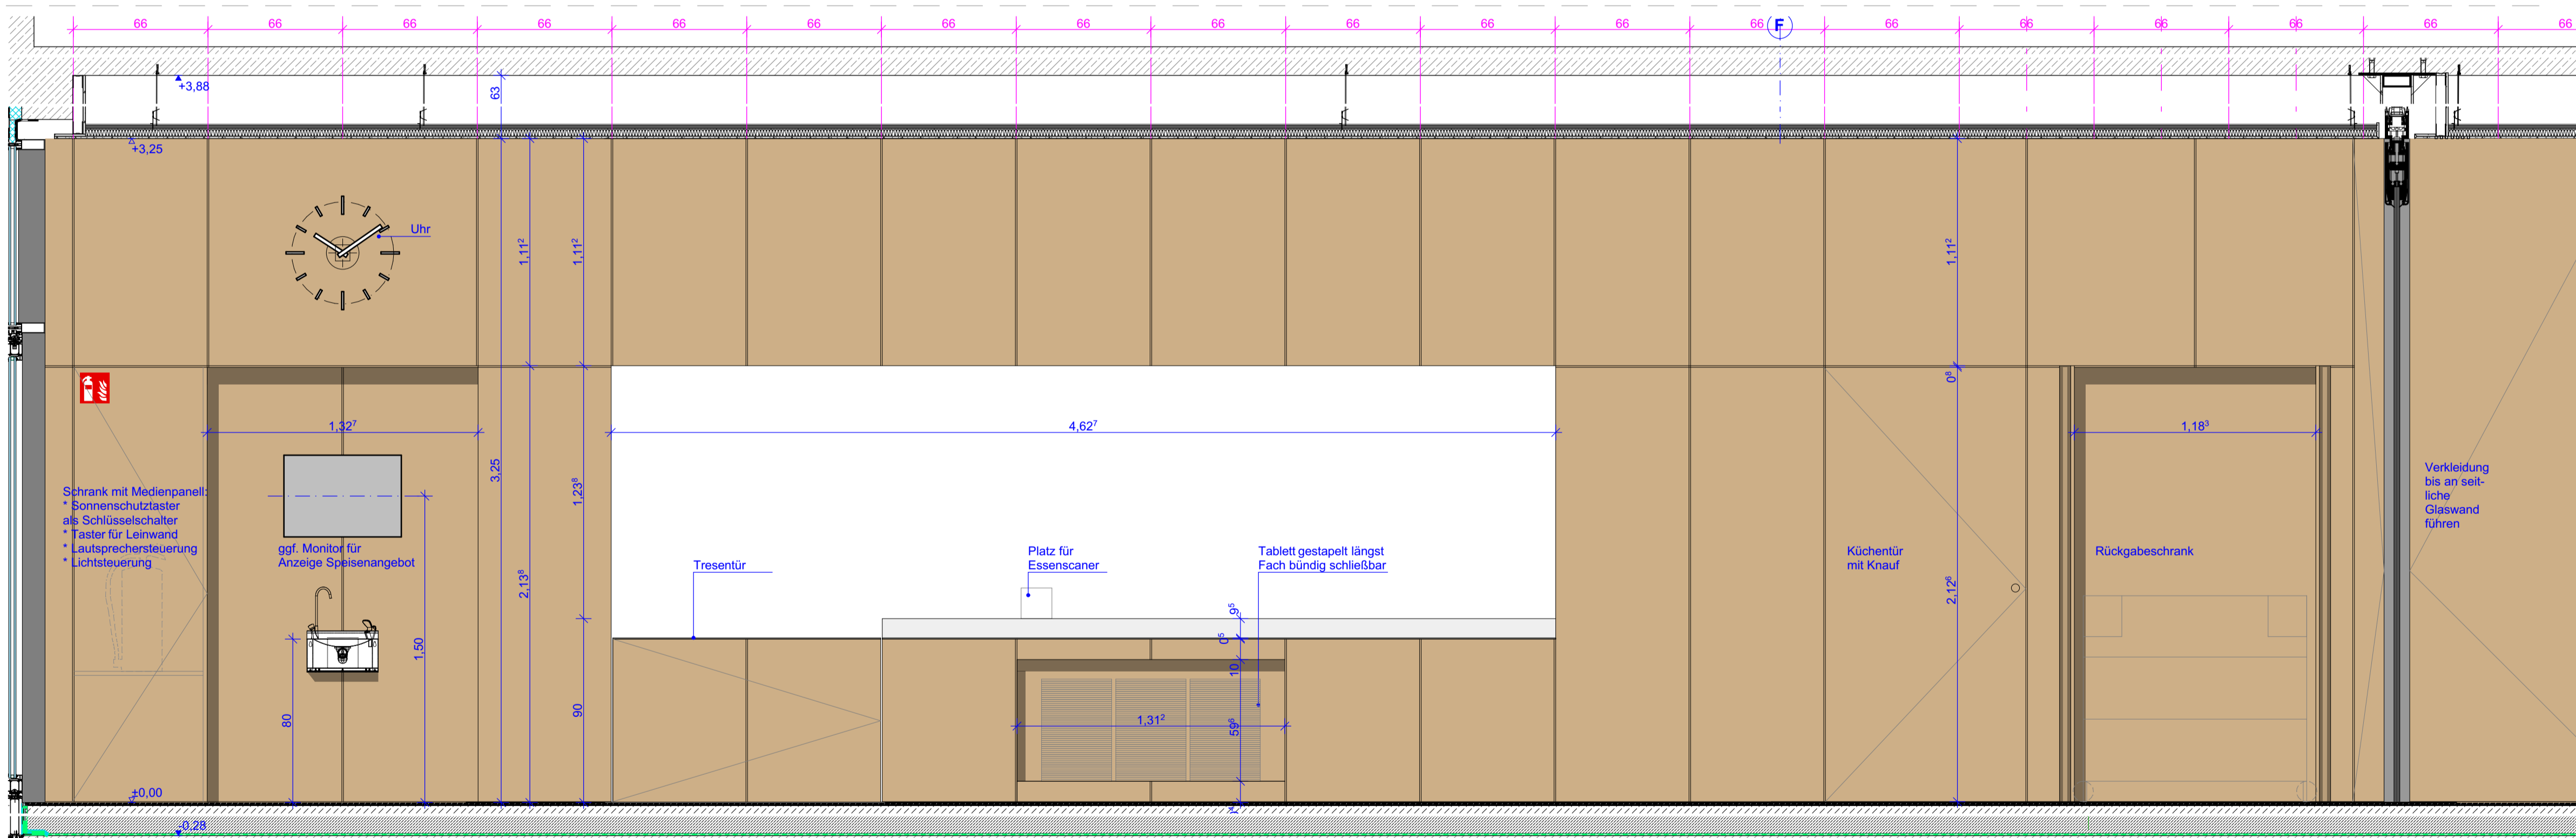 66 66 66 66 66 66 66 66 66 66 66 66 66 66 66 66 66 66 66
F
+3,88
63
+3,25
Uhr
1,11²
1,11²
1,11²
0⁸
1,32⁷
4,62⁷
1,18³
3,25
1,23⁸
2,13⁸
2,12⁶
Schrank mit Medienpanell:
* Sonnenschutztaster
als Schlüsselschalter
* Taster für Leinwand
* Lautsprechersteuerung
* Lichtsteuerung
ggf. Monitor für
Anzeige Speisenangebot
Tresentür
Platz für
Essenscaner
Tablett gestapelt längst
Fach bündig schließbar
Küchentür
mit Knauf
Rückgabeschrank
Verkleidung
bis an seit-
liche
Glaswand
führen
9⁵
0⁵
10
1,50
80
90
1,31²
59⁶
±0,00
-0,28